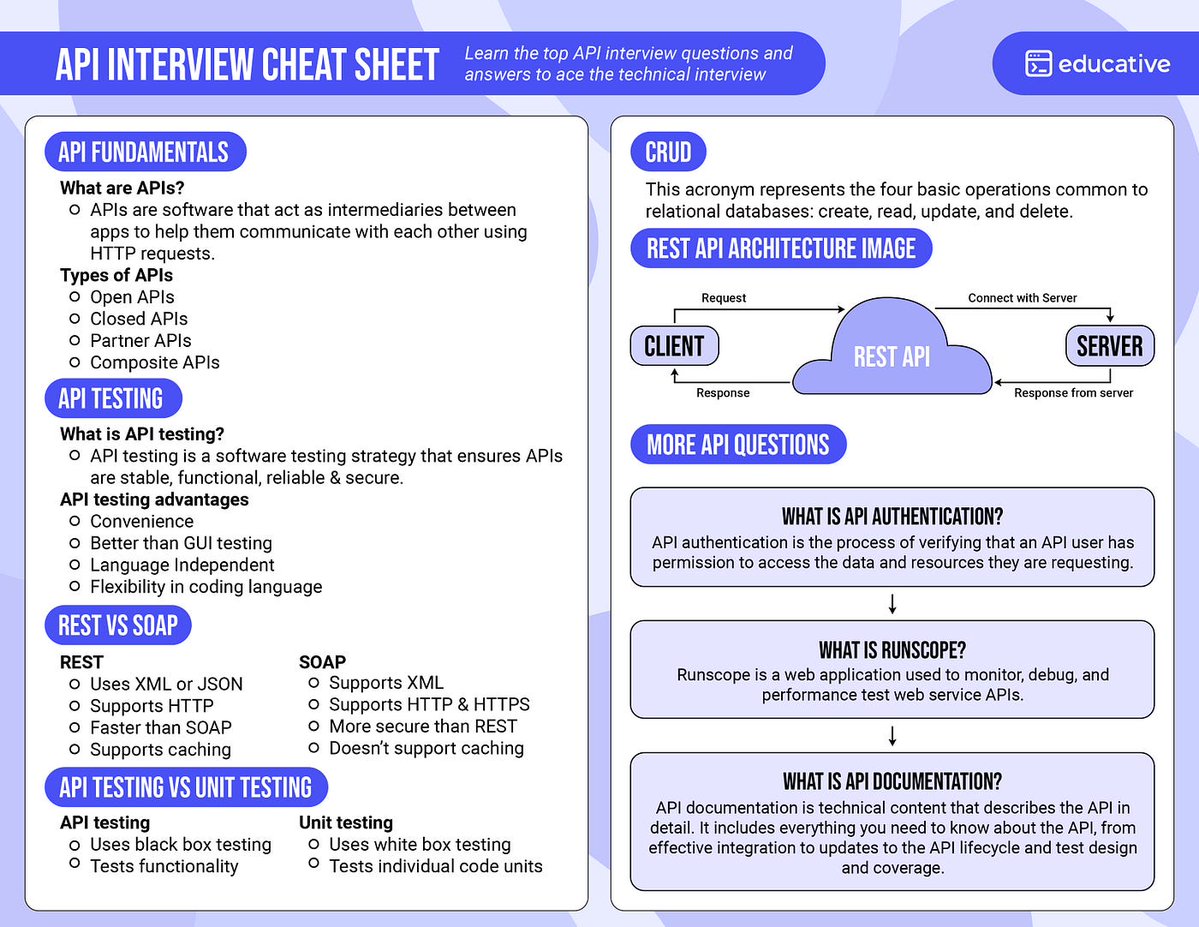 API INTERVIEW CHEAT SHEET
Learn the top API interview questions and
answers to ace the technical interview
educative
API FUNDAMENTALS
What are APIs?
APIs are software that act as intermediaries between
apps to help them communicate with each other using
HTTP requests.
Types of APIs
Open APIs
Closed APIs
Partner APIs
Composite APIs
API TESTING
What is API testing?
API testing is a software testing strategy that ensures APIs
are stable, functional, reliable & secure.
API testing advantages
Convenience
Better than GUI testing
Language Independent
Flexibility in coding language
REST VS SOAP
REST
Uses XML or JSON
Supports HTTP
Faster than SOAP
Supports caching
SOAP
Supports XML
Supports HTTP & HTTPS
More secure than REST
Doesn't support caching
API TESTING VS UNIT TESTING
API testing
Uses black box testing
Tests functionality
Unit testing
Uses white box testing
Tests individual code units
CRUD
This acronym represents the four basic operations common to
relational databases: create, read, update, and delete.
REST API ARCHITECTURE IMAGE
Request
Connect with Server
CLIENT
REST API
SERVER
Response
Response from server
MORE API QUESTIONS
WHAT IS API AUTHENTICATION?
API authentication is the process of verifying that an API user has
permission to access the data and resources they are requesting.
WHAT IS RUNSCOPE?
Runscope is a web application used to monitor, debug, and
performance test web service APIs.
WHAT IS API DOCUMENTATION?
API documentation is technical content that describes the API in
detail. It includes everything you need to know about the API, from
effective integration to updates to the API lifecycle and test design
and coverage.